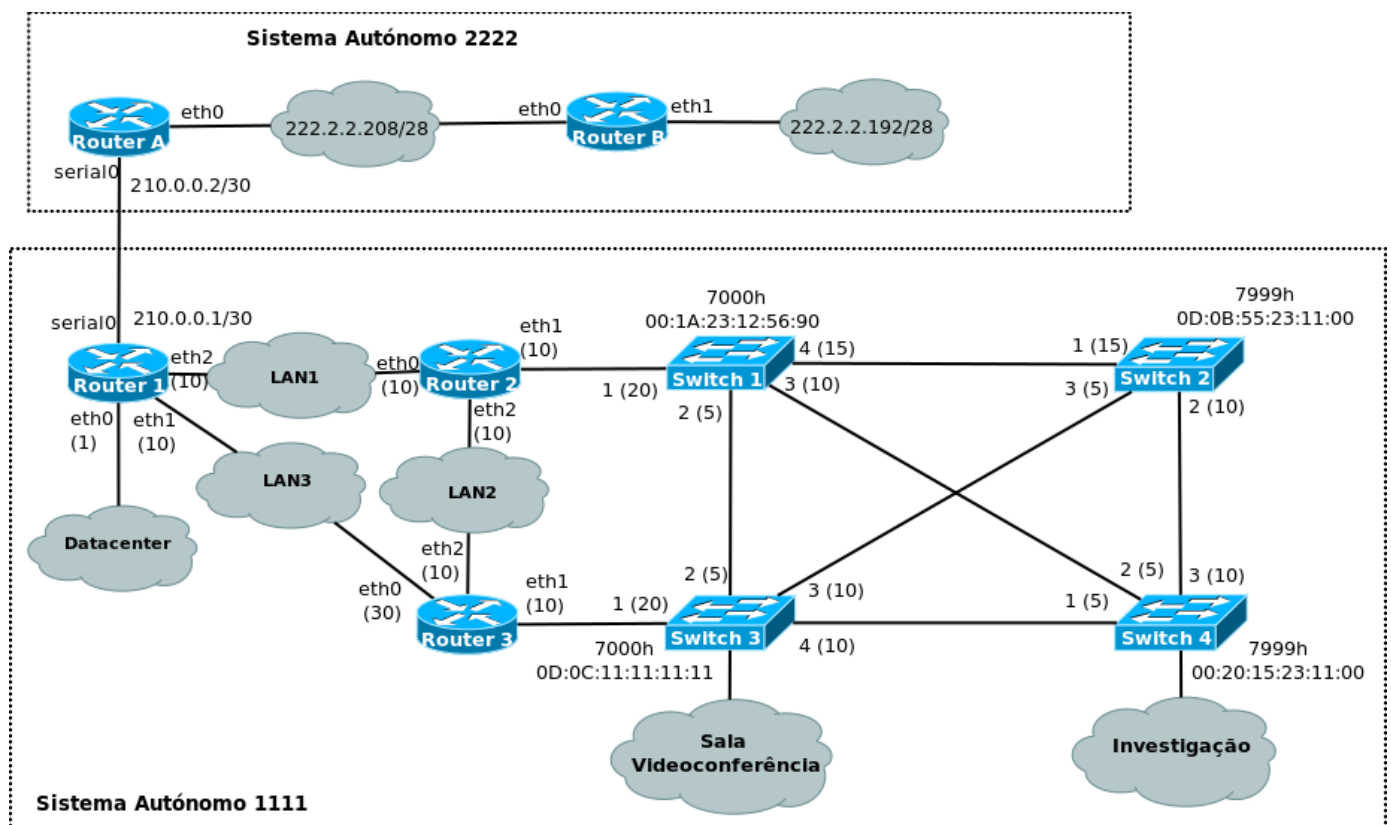 Sistema Autónomo 2222
Router A
eth0
222.2.2.208/28
eth0
Router B
eth1
222.2.2.192/28
serial0
210.0.0.2/30
serial0
210.0.0.1/30
Router 1
eth2
(10)
LAN1
eth0
(10)
Router 2
eth1
(10)
7000h
00:1A:23:12:56:90
1 (20)
Switch 1
4 (15)
3 (10)
2 (5)
7999h
0D:0B:55:23:11:00
1 (15)
Switch 2
3 (5)
2 (10)
eth0
(1)
eth1
(10)
eth2
(10)
LAN3
LAN2
Datacenter
eth2
(10)
eth0
(30)
Router 3
eth1
(10)
2 (5)
1 (20)
Switch 3
3 (10)
4 (10)
7000h
0D:0C:11:11:11:11
2 (5)
1 (5)
3 (10)
Switch 4
7999h
00:20:15:23:11:00
Sala
Videoconferência
Investigação
Sistema Autónomo 1111